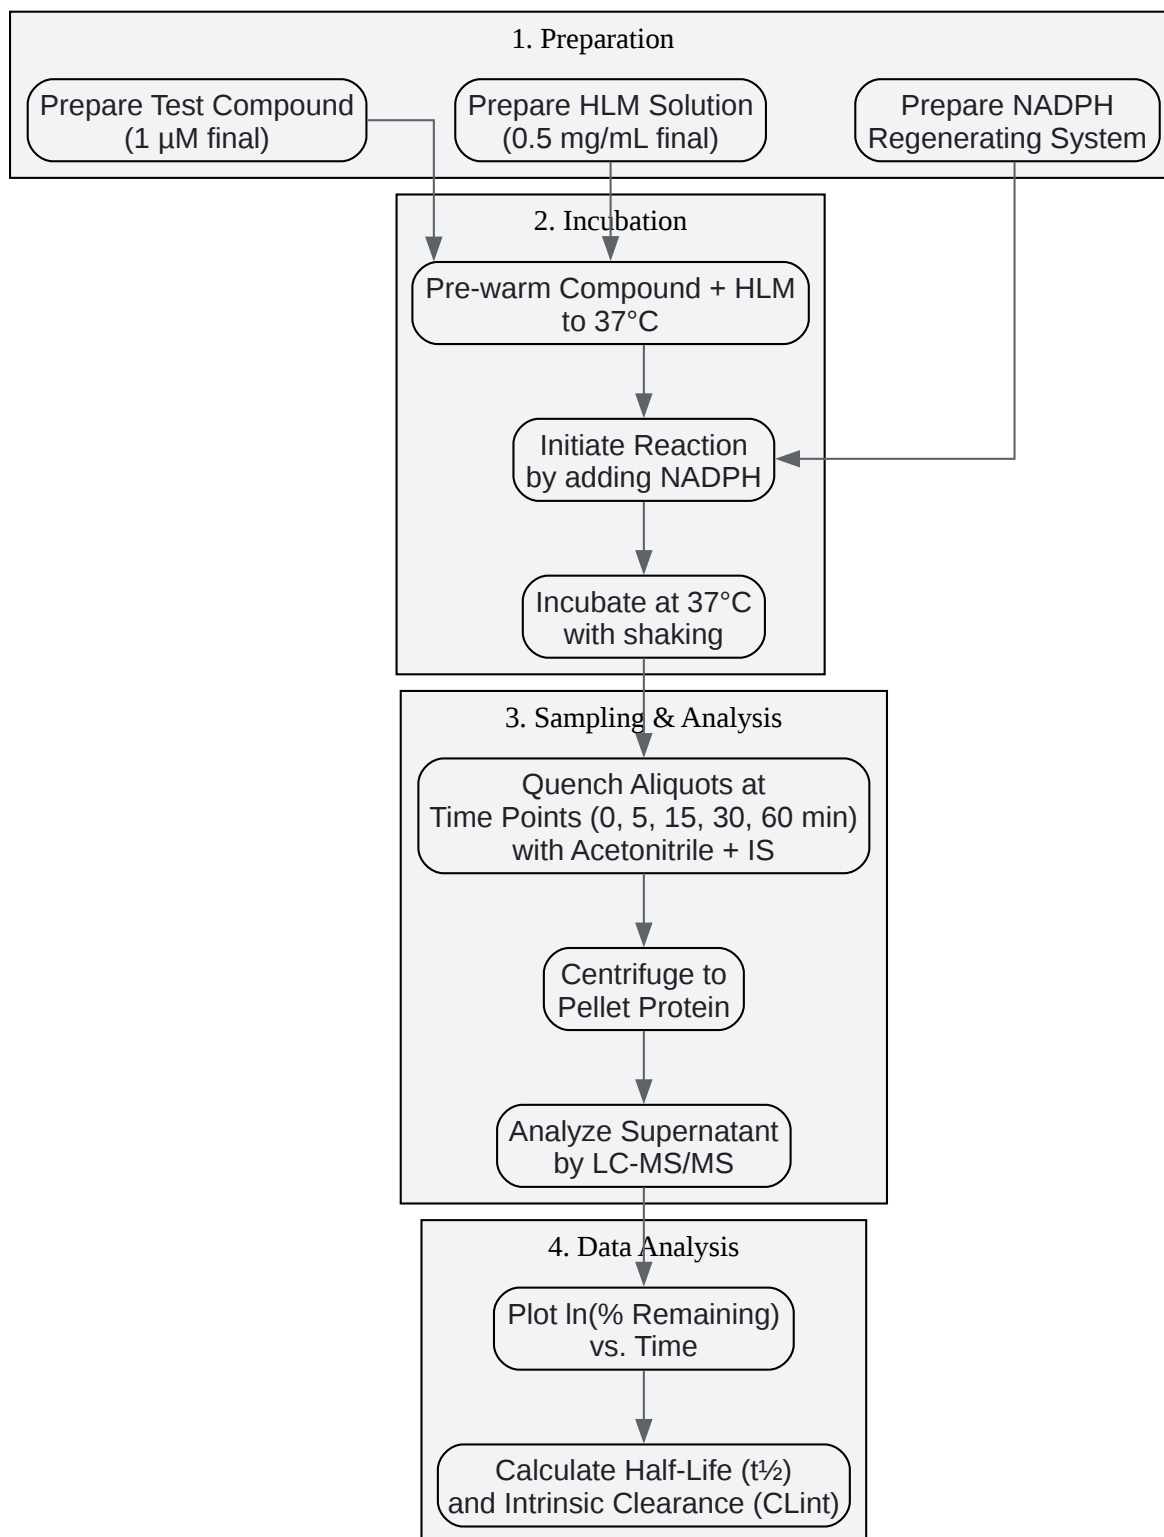 1. Preparation
Prepare Test Compound
(1 µM final)
Prepare HLM Solution
(0.5 mg/mL final)
Prepare NADPH
Regenerating System
2. Incubation
Pre-warm Compound + HLM
to 37°C
Initiate Reaction
by adding NADPH
Incubate at 37°C
with shaking
3. Sampling & Analysis
Quench Aliquots at
Time Points (0, 5, 15, 30, 60 min)
with Acetonitrile + IS
Centrifuge to
Pellet Protein
Analyze Supernatant
by LC-MS/MS
4. Data Analysis
Plot ln(% Remaining)
vs. Time
Calculate Half-Life (t½)
and Intrinsic Clearance (CLint)